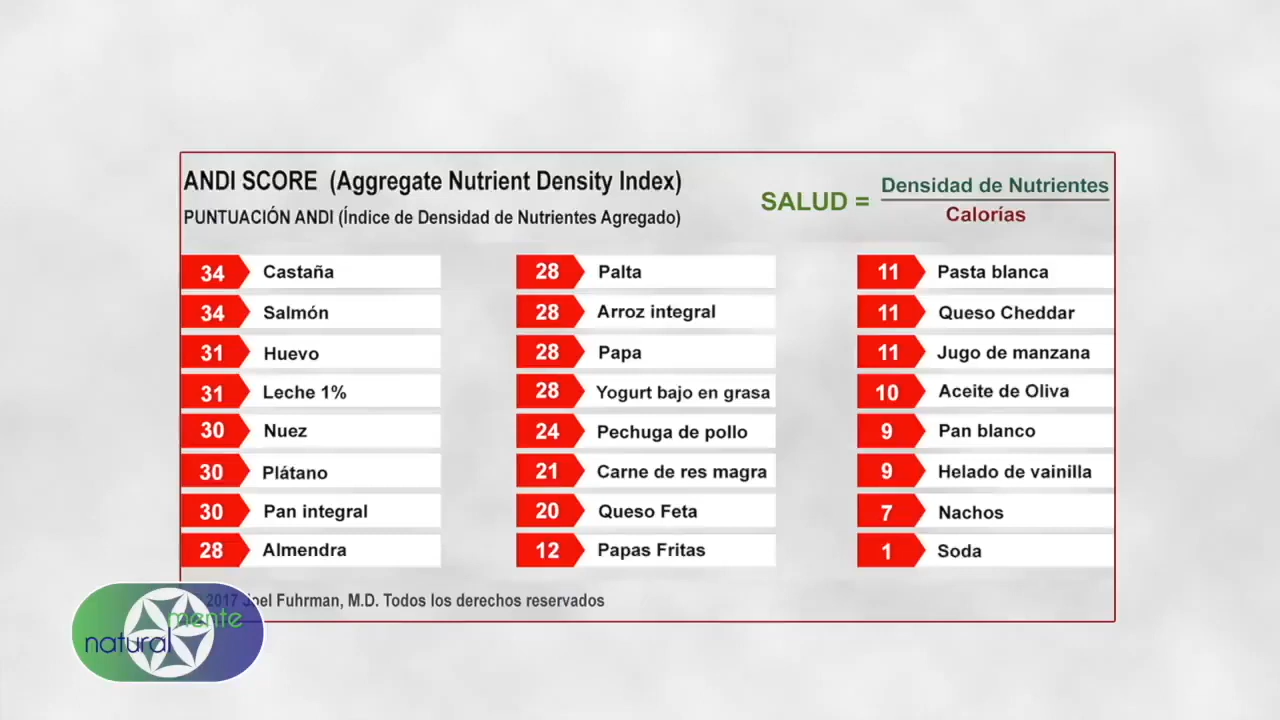 ANDI SCORE (Aggregate Nutrient Density Index)
PUNTUACIÓN ANDI (Índice de Densidad de Nutrientes Agregado)
SALUD = Densidad de Nutrientes
Calorías
34 Castaña
34 Salmón
31 Huevo
31 Leche 1%
30 Nuez
30 Plátano
30 Pan integral
28 Almendra
28 Palta
28 Arroz integral
28 Papa
28 Yogurt bajo en grasa
24 Pechuga de pollo
21 Carne de res magra
20 Queso Feta
12 Papas Fritas
11 Pasta blanca
11 Queso Cheddar
11 Jugo de manzana
10 Aceite de Oliva
9 Pan blanco
9 Helado de vainilla
7 Nachos
1 Soda
2017 Joel Fuhrman, M.D. Todos los derechos reservados
natural
mente